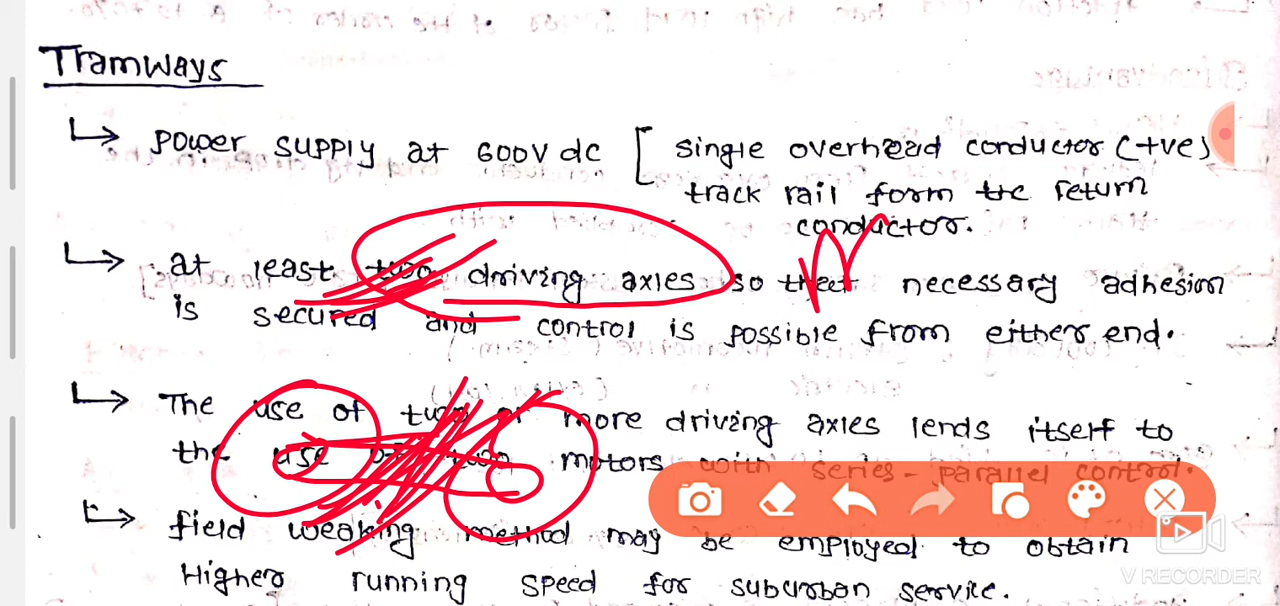 Tramways
↳ power supply at 600V dc [ single overhead conductor (+ve)
track rail form the return
conductor.
↳ at least two driving axles so that necessary adhesion
is secured and control is possible from either end.
↳ The use of two or more driving axles lends itself to
the use of two motors with series-parallel control.
↳ field weaking method may be employed to obtain
Higher running speed for suburban service.
V RECORDER